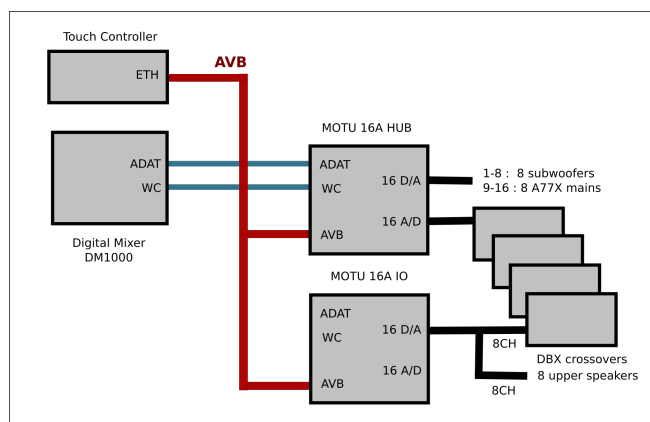 Touch Controller
ETH
AVB
ADAT
WC
Digital Mixer
DM1000
MOTU 16A HUB
ADAT
WC
AVB
16 D/A
16 A/D
1-8 : 8 subwoofers
9-16 : 8 A77X mains
MOTU 16A IO
ADAT
WC
AVB
16 D/A
16 A/D
8CH
DBX crossovers
8 upper speakers
8CH